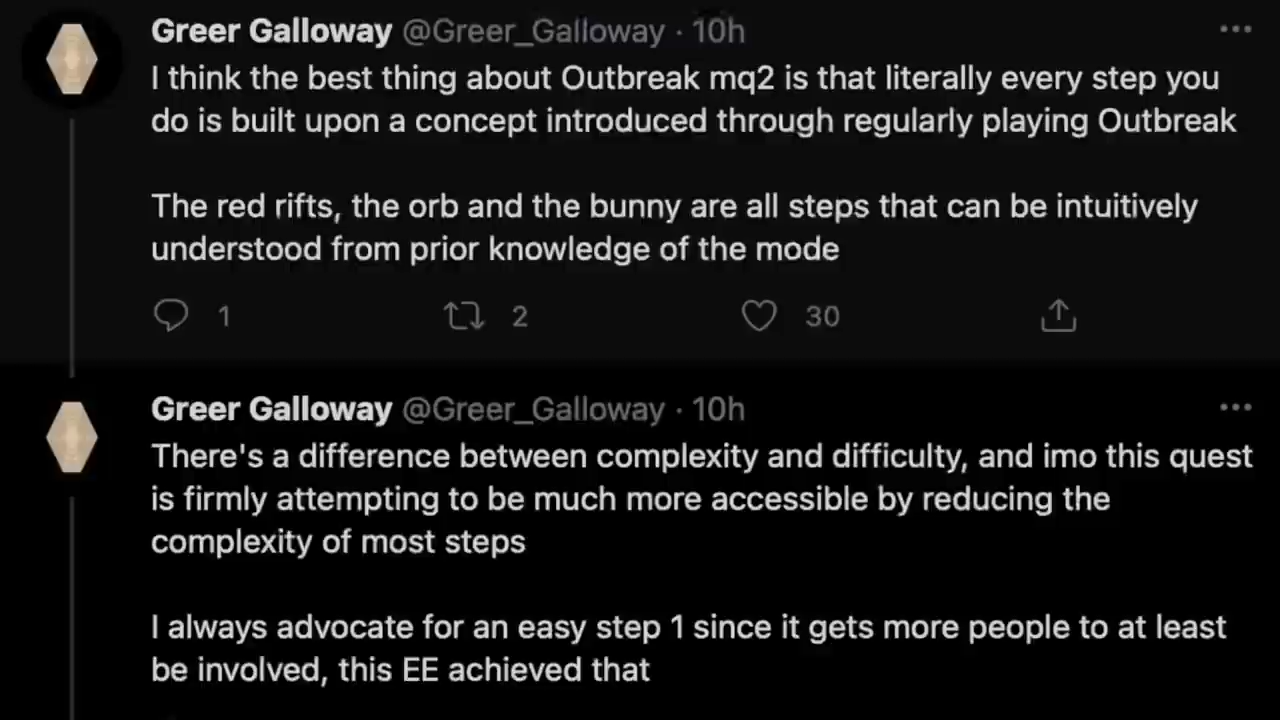 Greer Galloway @Greer_Galloway · 10h
I think the best thing about Outbreak mq2 is that literally every step you
do is built upon a concept introduced through regularly playing Outbreak
The red rifts, the orb and the bunny are all steps that can be intuitively
understood from prior knowledge of the mode
1 2 30
Greer Galloway @Greer_Galloway · 10h
There's a difference between complexity and difficulty, and imo this quest
is firmly attempting to be much more accessible by reducing the
complexity of most steps
I always advocate for an easy step 1 since it gets more people to at least
be involved, this EE achieved that